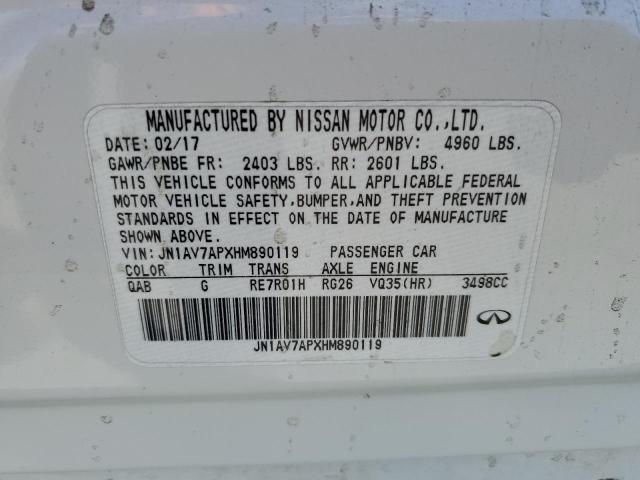 MANUFACTURED BY NISSAN MOTOR CO.,LTD.
DATE: 02/17 GVWR/PNBV: 4960 LBS.
GAWR/PNBE FR: 2403 LBS. RR: 2601 LBS.
THIS VEHICLE CONFORMS TO ALL APPLICABLE FEDERAL
MOTOR VEHICLE SAFETY,BUMPER,AND THEFT PREVENTION
STANDARDS IN EFFECT ON THE DATE OF MANUFACTURE
SHOWN ABOVE.
VIN: JN1AV7APXHM890119 PASSENGER CAR
COLOR TRIM TRANS AXLE ENGINE
QAB G RE7R01H RG26 VQ35(HR) 3498CC
JN1AV7APXHM890119